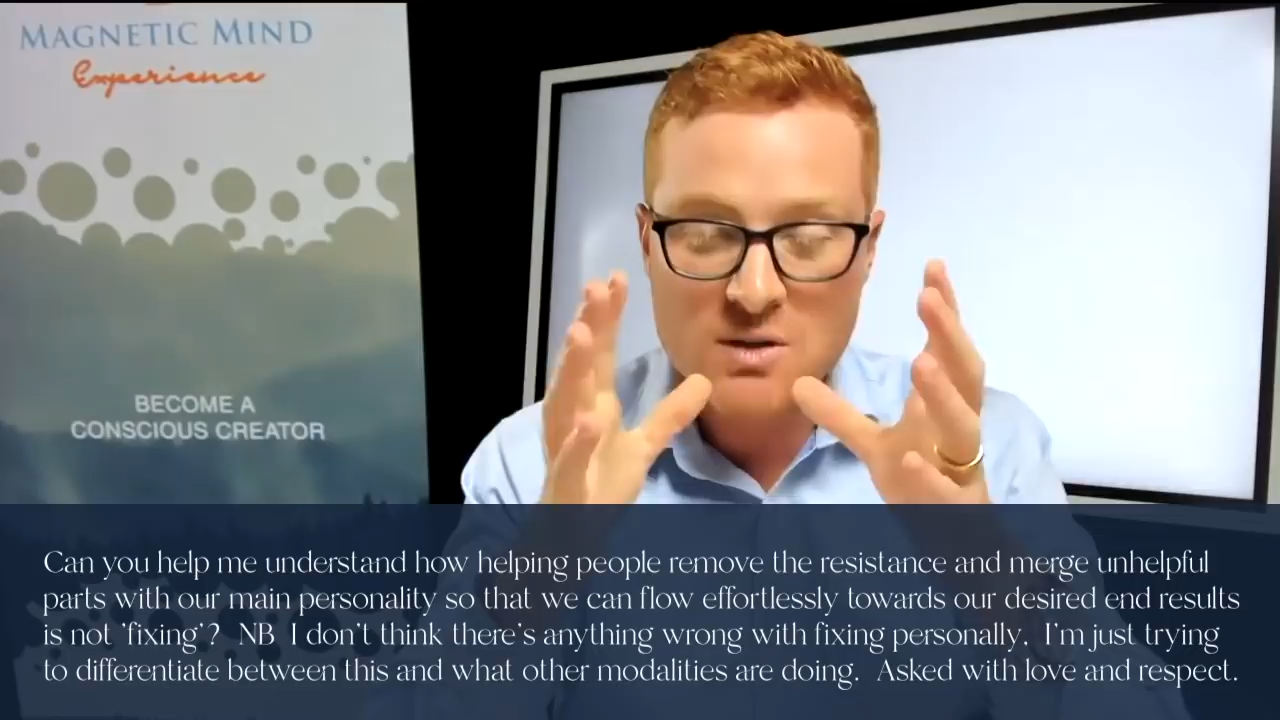 MAGNETIC MIND
Experience
BECOME A
CONSCIOUS CREATOR
Can you help me understand how helping people remove the resistance and merge unhelpful
parts with our main personality so that we can flow effortlessly towards our desired end results
is not 'fixing'? NB I don't think there's anything wrong with fixing personally, I'm just trying
to differentiate between this and what other modalities are doing. Asked with love and respect.